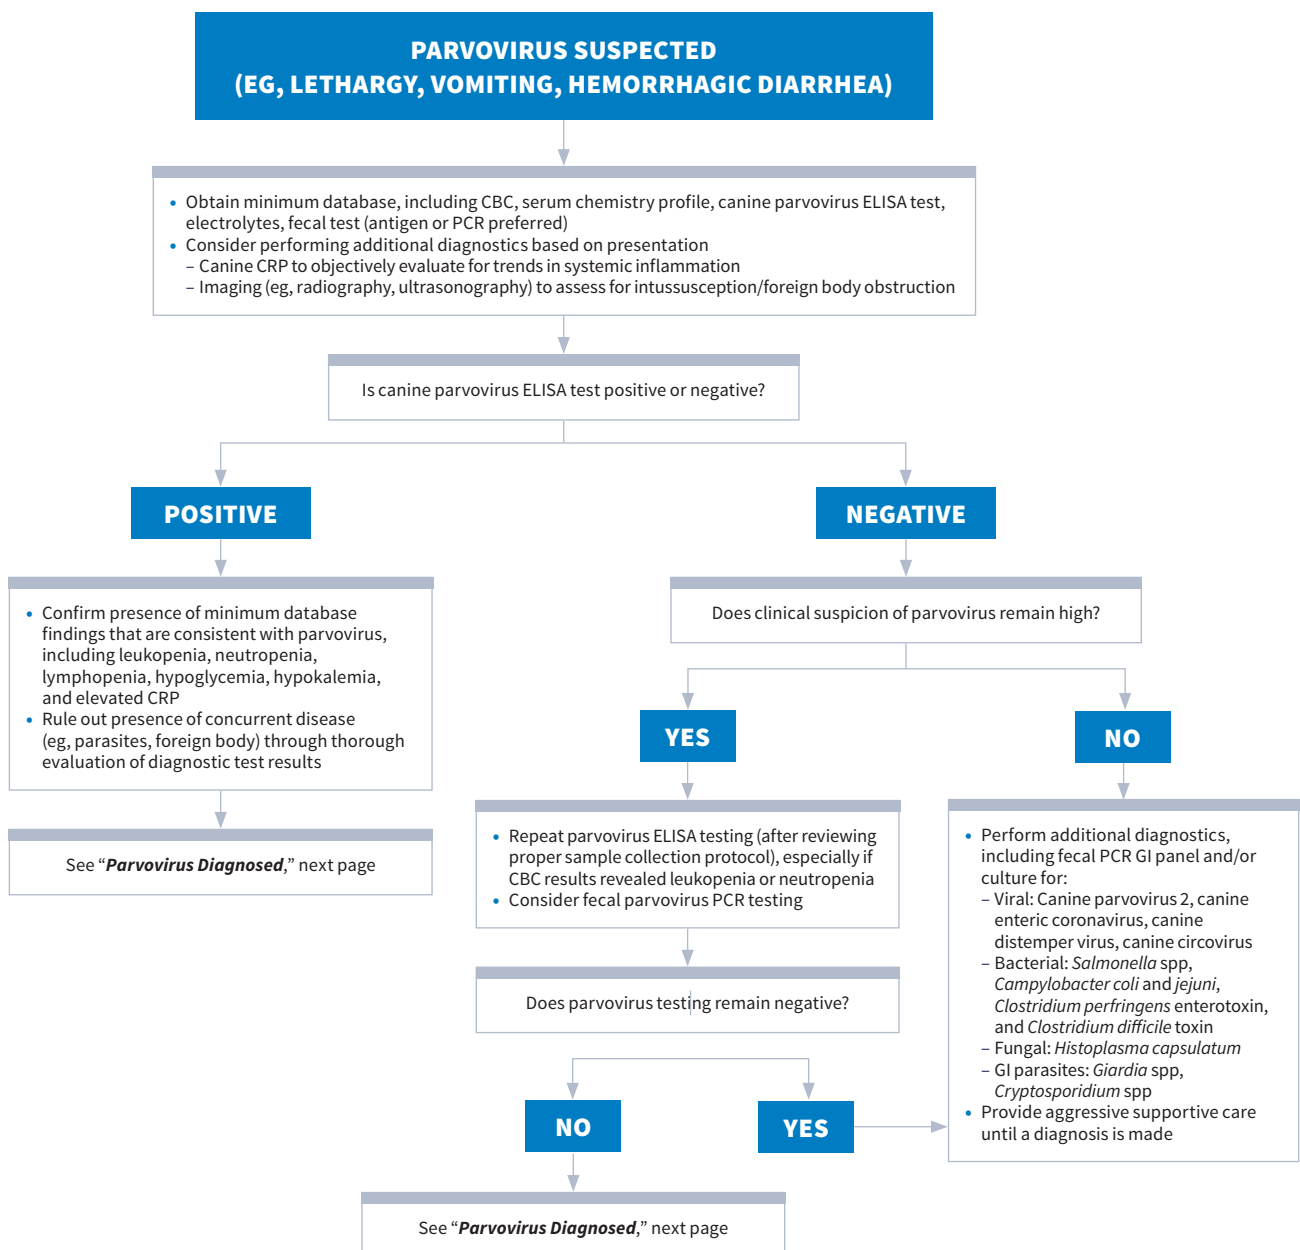 PARVOVIRUS SUSPECTED
(EG, LETHARGY, VOMITING, HEMORRHAGIC DIARRHEA)
• Obtain minimum database, including CBC, serum chemistry profile, canine parvovirus ELISA test,
electrolytes, fecal test (antigen or PCR preferred)
• Consider performing additional diagnostics based on presentation
– Canine CRP to objectively evaluate for trends in systemic inflammation
– Imaging (eg, radiography, ultrasonography) to assess for intussusception/foreign body obstruction
Is canine parvovirus ELISA test positive or negative?
POSITIVE
• Confirm presence of minimum database
findings that are consistent with parvovirus,
including leukopenia, neutropenia,
lymphopenia, hypoglycemia, hypokalemia,
and elevated CRP
• Rule out presence of concurrent disease
(eg, parasites, foreign body) through thorough
evaluation of diagnostic test results
See “Parvovirus Diagnosed,” next page
NEGATIVE
Does clinical suspicion of parvovirus remain high?
YES
• Repeat parvovirus ELISA testing (after reviewing
proper sample collection protocol), especially if
CBC results revealed leukopenia or neutropenia
• Consider fecal parvovirus PCR testing
Does parvovirus testing remain negative?
NO
See “Parvovirus Diagnosed,” next page
YES
NO
• Perform additional diagnostics,
including fecal PCR GI panel and/or
culture for:
– Viral: Canine parvovirus 2, canine
enteric coronavirus, canine
distemper virus, canine circovirus
– Bacterial: Salmonella spp,
Campylobacter coli and jejuni,
Clostridium perfringens enterotoxin,
and Clostridium difficile toxin
– Fungal: Histoplasma capsulatum
– GI parasites: Giardia spp,
Cryptosporidium spp
• Provide aggressive supportive care
until a diagnosis is made